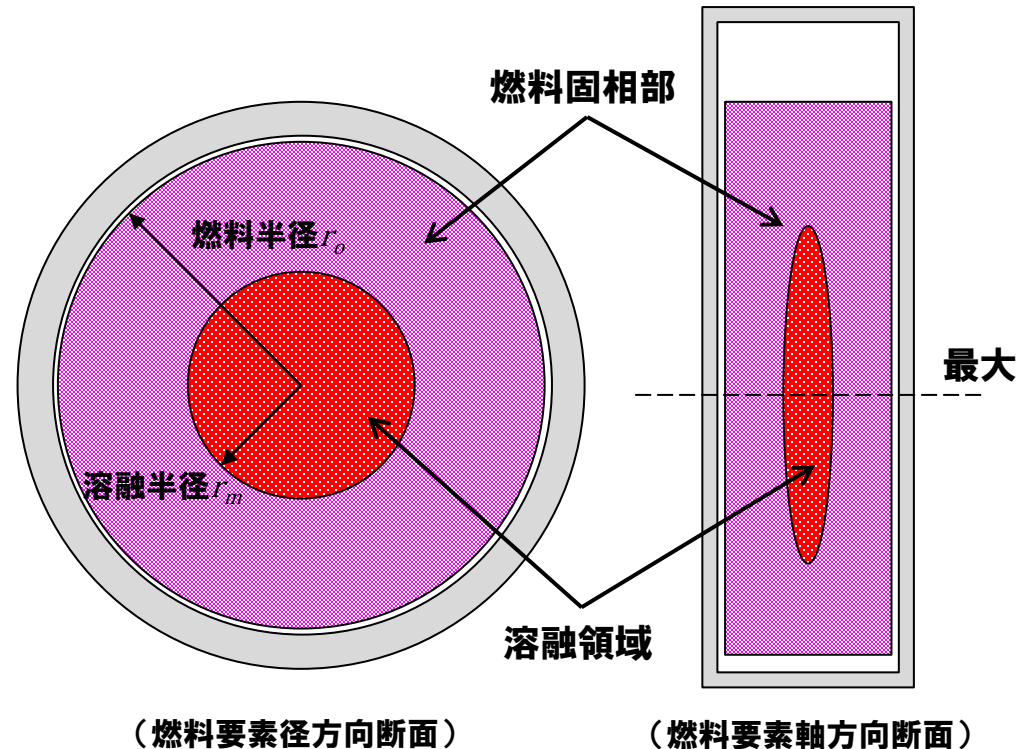 燃料固相部
燃料半径r_o
最大
溶融半径r_m
溶融領域
（燃料要素径方向断面）
（燃料要素軸方向断面）